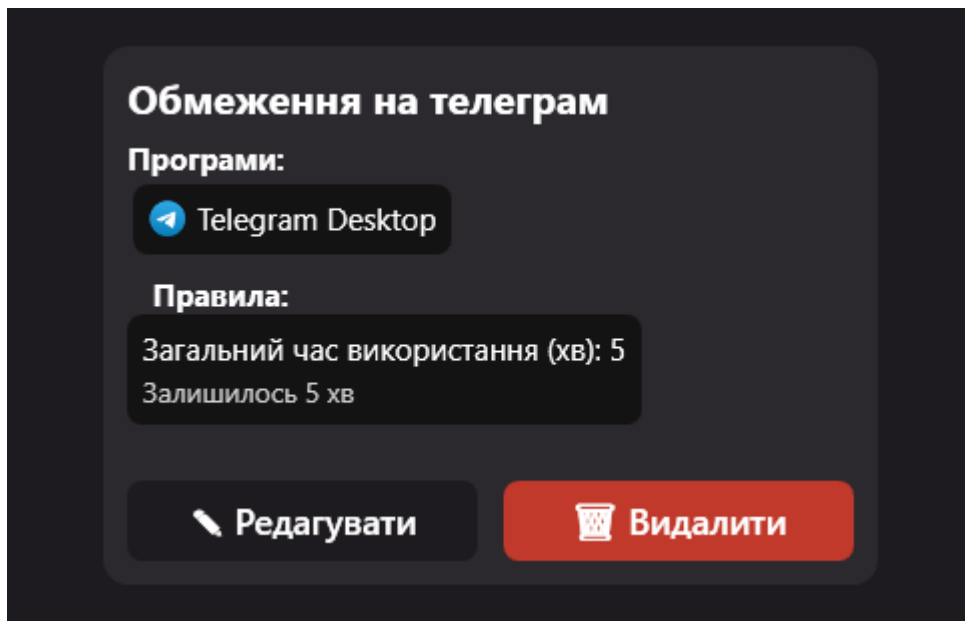 Обмеження на телеграм
Програми:
Telegram Desktop
Правила:
Загальний час використання (хв): 5
Залишилось 5 хв
Редагувати
Видалити